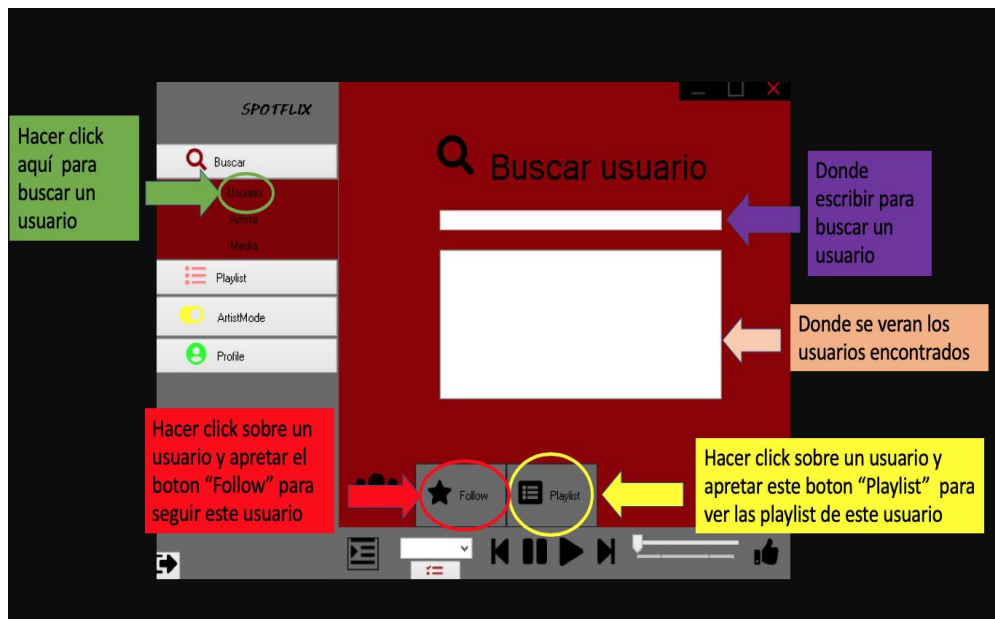 SPOTFLIX
Hacer click
aquí para
buscar un
usuario
Buscar
Usuario
Artista
Media
Playlist
ArtistMode
Profile
Buscar usuario
Donde
escribir para
buscar un
usuario
Donde se veran los
usuarios encontrados
Hacer click sobre un
usuario y apretar el
boton “Follow” para
seguir este usuario
Follow
Playlist
Hacer click sobre un usuario y
apretar este boton “Playlist” para
ver las playlist de este usuario